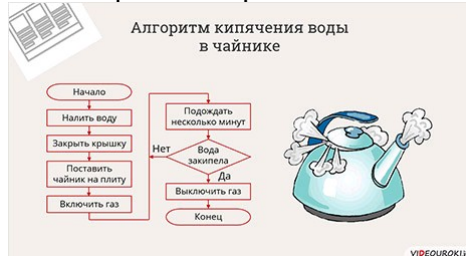 Алгоритм кипячения воды
в чайнике
Начало
Налить воду
Закрыть крышку
Поставить
чайник на плиту
Включить газ
Подождать
несколько минут
Нет
Вода
закипела
Да
Выключить газ
Конец
VIDEOUROKI